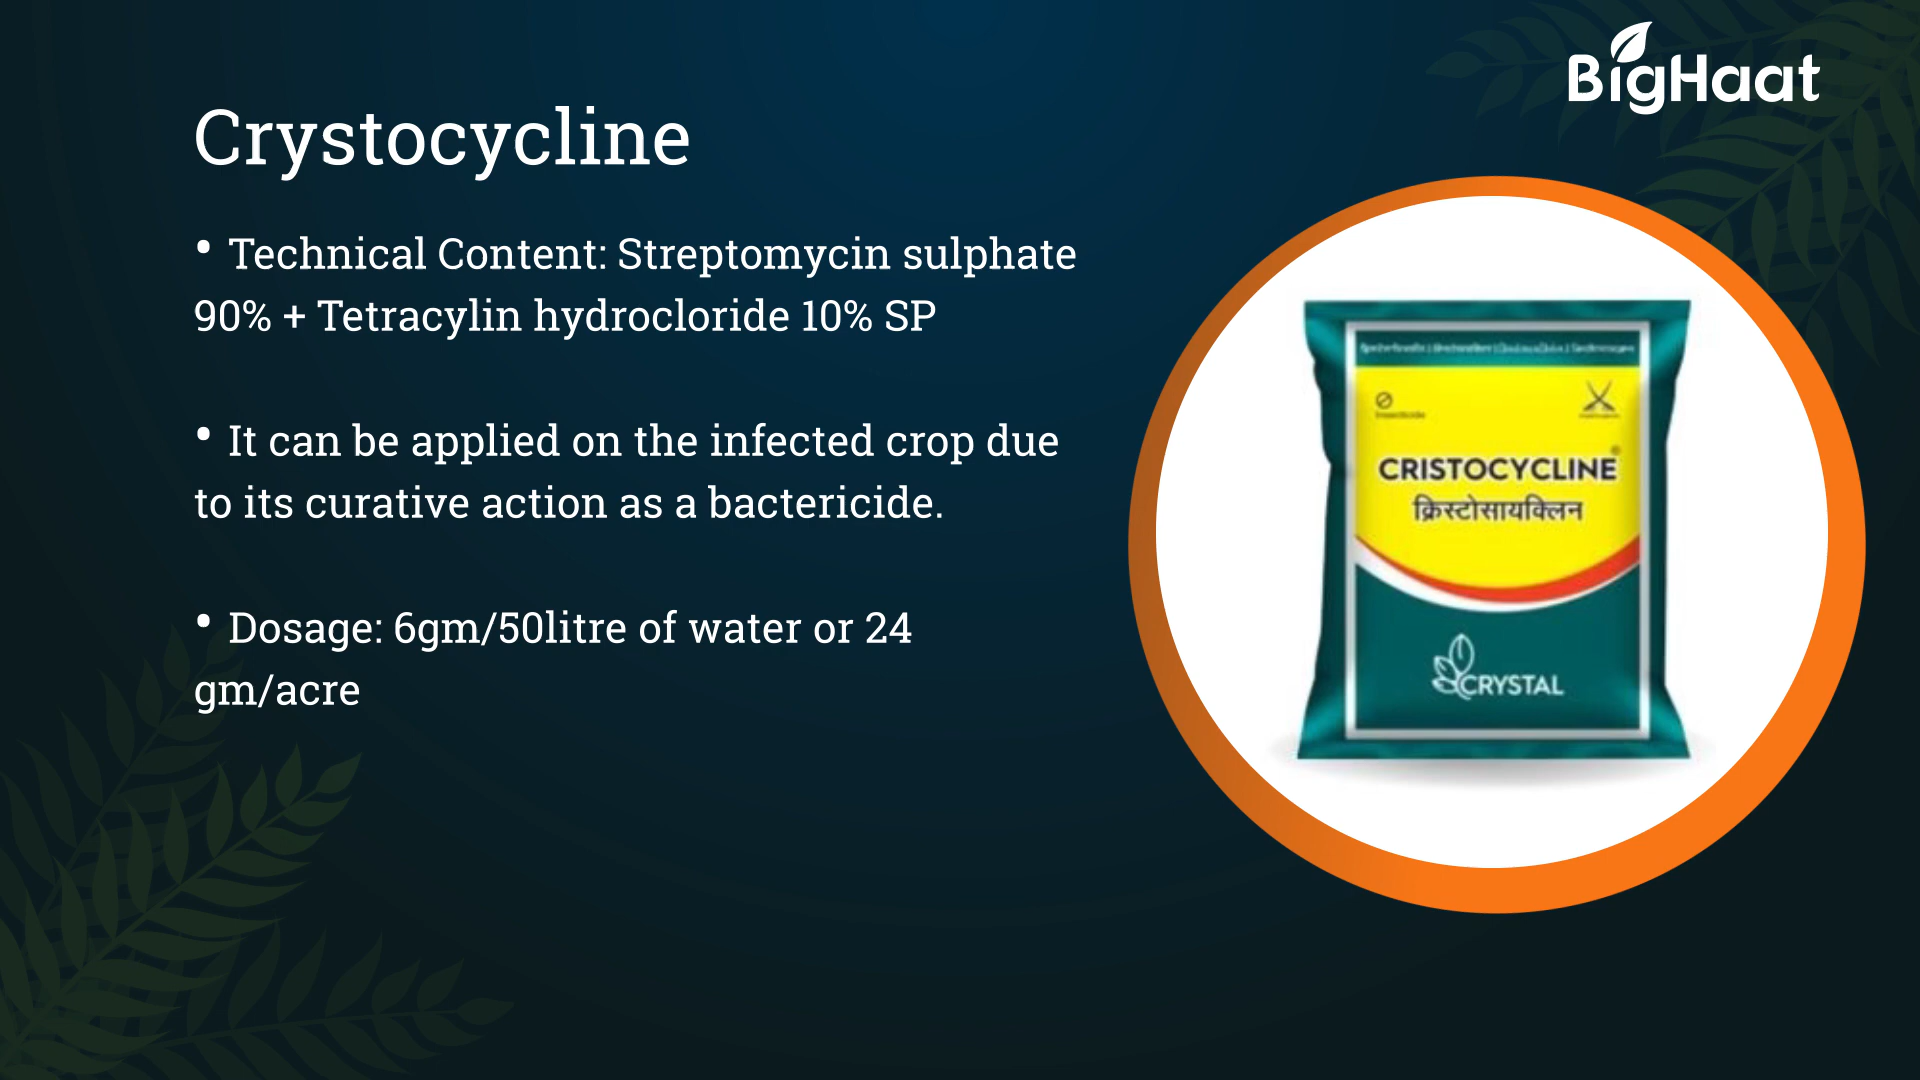 BigHaat
Crystocycline
• Technical Content: Streptomycin sulphate
90% + Tetracylin hydrocloride 10% SP
• It can be applied on the infected crop due
to its curative action as a bactericide.
• Dosage: 6gm/50litre of water or 24
gm/acre
CRISTOCYCLINE
क्रिस्टोसायक्लिन
CRYSTAL